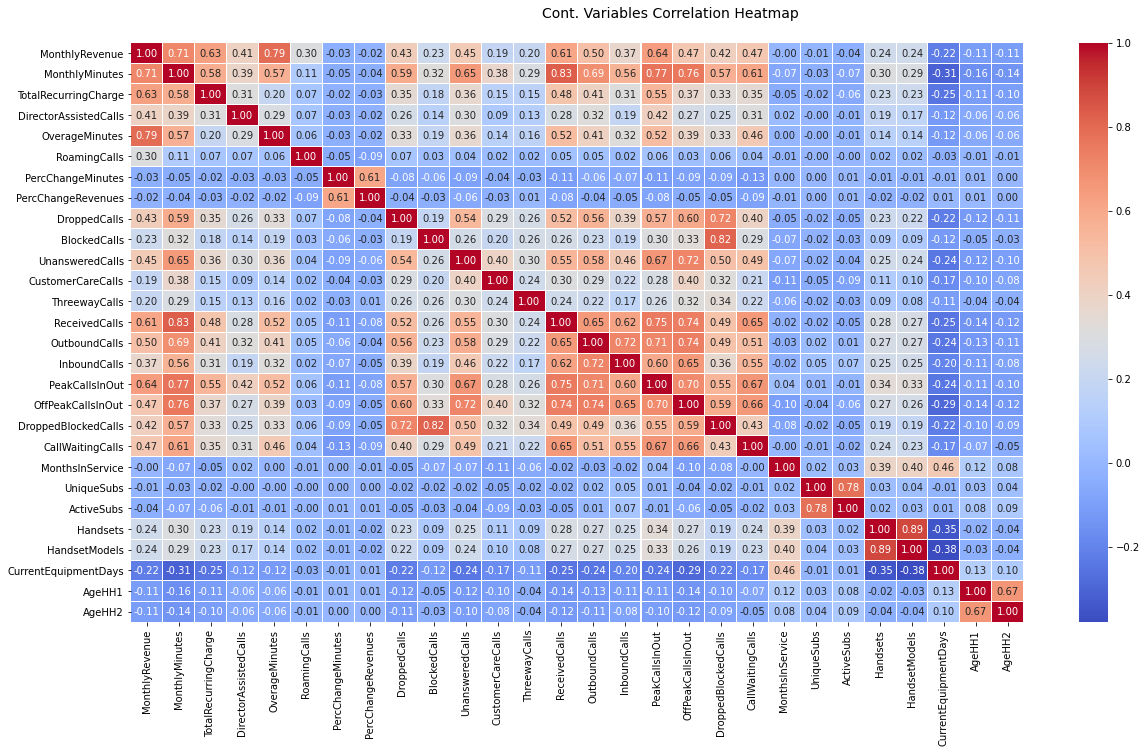 Cont. Variables Correlation Heatmap
MonthlyRevenue 1.00 0.71 0.63 0.41 0.79 0.30 -0.03 -0.02 0.43 0.23 0.45 0.19 0.20 0.61 0.50 0.37 0.64 0.47 0.42 0.47 -0.00 -0.01 -0.04 0.24 0.24 -0.22 -0.11 -0.11
MonthlyMinutes 0.71 1.00 0.58 0.39 0.57 0.11 -0.05 -0.04 0.59 0.32 0.65 0.38 0.29 0.83 0.69 0.56 0.77 0.76 0.57 0.61 -0.07 -0.03 -0.07 0.30 0.29 -0.31 -0.16 -0.14
TotalRecurringCharge 0.63 0.58 1.00 0.31 0.20 0.07 -0.02 -0.03 0.35 0.18 0.36 0.15 0.15 0.48 0.41 0.31 0.55 0.37 0.33 0.35 -0.05 -0.02 -0.06 0.23 0.23 -0.25 -0.11 -0.10
DirectorAssistedCalls 0.41 0.39 0.31 1.00 0.29 0.07 -0.03 -0.02 0.26 0.14 0.30 0.09 0.13 0.28 0.32 0.19 0.42 0.27 0.25 0.31 0.02 -0.00 -0.01 0.19 0.17 -0.12 -0.06 -0.06
OverageMinutes 0.79 0.57 0.20 0.29 1.00 0.06 -0.03 -0.02 0.33 0.19 0.36 0.14 0.16 0.52 0.41 0.32 0.52 0.39 0.33 0.46 0.00 -0.00 -0.01 0.14 0.14 -0.12 -0.06 -0.06
RoamingCalls 0.30 0.11 0.07 0.07 0.06 1.00 -0.05 -0.09 0.07 0.03 0.04 0.02 0.02 0.05 0.05 0.02 0.06 0.03 0.06 0.04 -0.01 -0.00 -0.00 0.02 0.02 -0.03 -0.01 -0.01
PercChangeMinutes -0.03 -0.05 -0.02 -0.03 -0.03 -0.05 1.00 0.61 -0.08 -0.06 -0.09 -0.04 -0.03 -0.11 -0.06 -0.07 -0.11 -0.09 -0.09 -0.13 0.00 0.00 0.01 -0.01 -0.01 -0.01 0.01 0.00
PercChangeRevenues -0.02 -0.04 -0.03 -0.02 -0.02 -0.09 0.61 1.00 -0.04 -0.03 -0.06 -0.03 0.01 -0.08 -0.04 -0.05 -0.08 -0.05 -0.05 -0.09 -0.01 0.00 0.01 -0.02 -0.02 0.01 0.01 0.00
DroppedCalls 0.43 0.59 0.35 0.26 0.33 0.07 -0.08 -0.04 1.00 0.19 0.54 0.29 0.26 0.52 0.56 0.39 0.57 0.60 0.72 0.40 -0.05 -0.02 -0.05 0.23 0.22 -0.22 -0.12 -0.11
BlockedCalls 0.23 0.32 0.18 0.14 0.19 0.03 -0.06 -0.03 0.19 1.00 0.26 0.20 0.26 0.26 0.23 0.19 0.30 0.33 0.82 0.29 -0.07 -0.02 -0.03 0.09 0.09 -0.12 -0.05 -0.03
UnansweredCalls 0.45 0.65 0.36 0.30 0.36 0.04 -0.09 -0.06 0.54 0.26 1.00 0.40 0.30 0.55 0.58 0.46 0.67 0.72 0.50 0.49 -0.07 -0.02 -0.04 0.25 0.24 -0.24 -0.12 -0.10
CustomerCareCalls 0.19 0.38 0.15 0.09 0.14 0.02 -0.04 -0.03 0.29 0.20 0.40 1.00 0.24 0.30 0.29 0.22 0.28 0.40 0.32 0.21 -0.11 -0.05 -0.09 0.11 0.10 -0.17 -0.10 -0.08
ThreewayCalls 0.20 0.29 0.15 0.13 0.16 0.02 -0.03 0.01 0.26 0.26 0.30 0.24 1.00 0.24 0.22 0.17 0.26 0.32 0.34 0.22 -0.06 -0.02 -0.03 0.09 0.08 -0.11 -0.04 -0.04
ReceivedCalls 0.61 0.83 0.48 0.28 0.52 0.05 -0.11 -0.08 0.52 0.26 0.55 0.30 0.24 1.00 0.65 0.62 0.75 0.74 0.49 0.65 -0.02 -0.02 -0.05 0.28 0.27 -0.25 -0.14 -0.12
OutboundCalls 0.50 0.69 0.41 0.32 0.41 0.05 -0.06 -0.04 0.56 0.23 0.58 0.29 0.22 0.65 1.00 0.72 0.71 0.74 0.49 0.51 -0.03 0.02 0.01 0.27 0.27 -0.24 -0.13 -0.11
InboundCalls 0.37 0.56 0.31 0.19 0.32 0.02 -0.07 -0.05 0.39 0.19 0.46 0.22 0.17 0.62 0.72 1.00 0.60 0.65 0.36 0.55 -0.02 0.05 0.07 0.25 0.25 -0.20 -0.11 -0.08
PeakCallsInOut 0.64 0.77 0.55 0.42 0.52 0.06 -0.11 -0.08 0.57 0.30 0.67 0.28 0.26 0.75 0.71 0.60 1.00 0.70 0.55 0.67 0.04 0.01 -0.01 0.34 0.33 -0.24 -0.11 -0.10
OffPeakCallsInOut 0.47 0.76 0.37 0.27 0.39 0.03 -0.09 -0.05 0.60 0.33 0.72 0.40 0.32 0.74 0.74 0.65 0.70 1.00 0.59 0.66 -0.10 -0.04 -0.06 0.27 0.26 -0.29 -0.14 -0.12
DroppedBlockedCalls 0.42 0.57 0.33 0.25 0.33 0.06 -0.09 -0.05 0.72 0.82 0.50 0.32 0.34 0.49 0.49 0.36 0.55 0.59 1.00 0.43 -0.08 -0.02 -0.05 0.19 0.19 -0.22 -0.10 -0.09
CallWaitingCalls 0.47 0.61 0.35 0.31 0.46 0.04 -0.13 -0.09 0.40 0.29 0.49 0.21 0.22 0.65 0.51 0.55 0.67 0.66 0.43 1.00 -0.00 -0.01 -0.02 0.24 0.23 -0.17 -0.07 -0.05
MonthsInService -0.00 -0.07 -0.05 0.02 0.00 -0.01 0.00 -0.01 -0.05 -0.07 -0.07 -0.11 -0.06 -0.02 -0.03 -0.02 0.04 -0.10 -0.08 -0.00 1.00 0.02 0.03 0.39 0.40 0.46 0.12 0.08
UniqueSubs -0.01 -0.03 -0.02 -0.00 -0.00 -0.00 0.00 0.00 -0.02 -0.02 -0.02 -0.05 -0.02 -0.02 0.02 0.05 0.01 -0.04 -0.02 -0.01 0.02 1.00 0.78 0.03 0.04 -0.01 0.03 0.04
ActiveSubs -0.04 -0.07 -0.06 -0.01 -0.01 -0.00 0.01 0.01 -0.05 -0.03 -0.04 -0.09 -0.03 -0.05 0.01 0.07 -0.01 -0.06 -0.05 -0.02 0.03 0.78 1.00 0.02 0.03 0.01 0.08 0.09
Handsets 0.24 0.30 0.23 0.19 0.14 0.02 -0.01 -0.02 0.23 0.09 0.25 0.11 0.09 0.28 0.27 0.25 0.34 0.27 0.19 0.24 0.39 0.03 0.02 1.00 0.89 -0.35 -0.02 -0.04
HandsetModels 0.24 0.29 0.23 0.17 0.14 0.02 -0.01 -0.02 0.22 0.09 0.24 0.10 0.08 0.27 0.27 0.25 0.33 0.26 0.19 0.23 0.40 0.04 0.03 0.89 1.00 -0.38 -0.03 -0.04
CurrentEquipmentDays -0.22 -0.31 -0.25 -0.12 -0.12 -0.03 -0.01 0.01 -0.22 -0.12 -0.24 -0.17 -0.11 -0.25 -0.24 -0.20 -0.24 -0.29 -0.22 -0.17 0.46 -0.01 0.01 -0.35 -0.38 1.00 0.13 0.10
AgeHH1 -0.11 -0.16 -0.11 -0.06 -0.06 -0.01 0.01 0.01 -0.12 -0.05 -0.12 -0.10 -0.04 -0.14 -0.13 -0.11 -0.11 -0.14 -0.10 -0.07 0.12 0.03 0.08 -0.02 -0.03 0.13 1.00 0.67
AgeHH2 -0.11 -0.14 -0.10 -0.06 -0.06 -0.01 0.00 0.00 -0.11 -0.03 -0.10 -0.08 -0.04 -0.12 -0.11 -0.08 -0.10 -0.12 -0.09 -0.05 0.08 0.04 0.09 -0.04 -0.04 0.10 0.67 1.00
MonthlyRevenue
MonthlyMinutes
TotalRecurringCharge
DirectorAssistedCalls
OverageMinutes
RoamingCalls
PercChangeMinutes
PercChangeRevenues
DroppedCalls
BlockedCalls
UnansweredCalls
CustomerCareCalls
ThreewayCalls
ReceivedCalls
OutboundCalls
InboundCalls
PeakCallsInOut
OffPeakCallsInOut
DroppedBlockedCalls
CallWaitingCalls
MonthsInService
UniqueSubs
ActiveSubs
Handsets
HandsetModels
CurrentEquipmentDays
AgeHH1
AgeHH2
1.0
0.8
0.6
0.4
0.2
0.0
−0.2